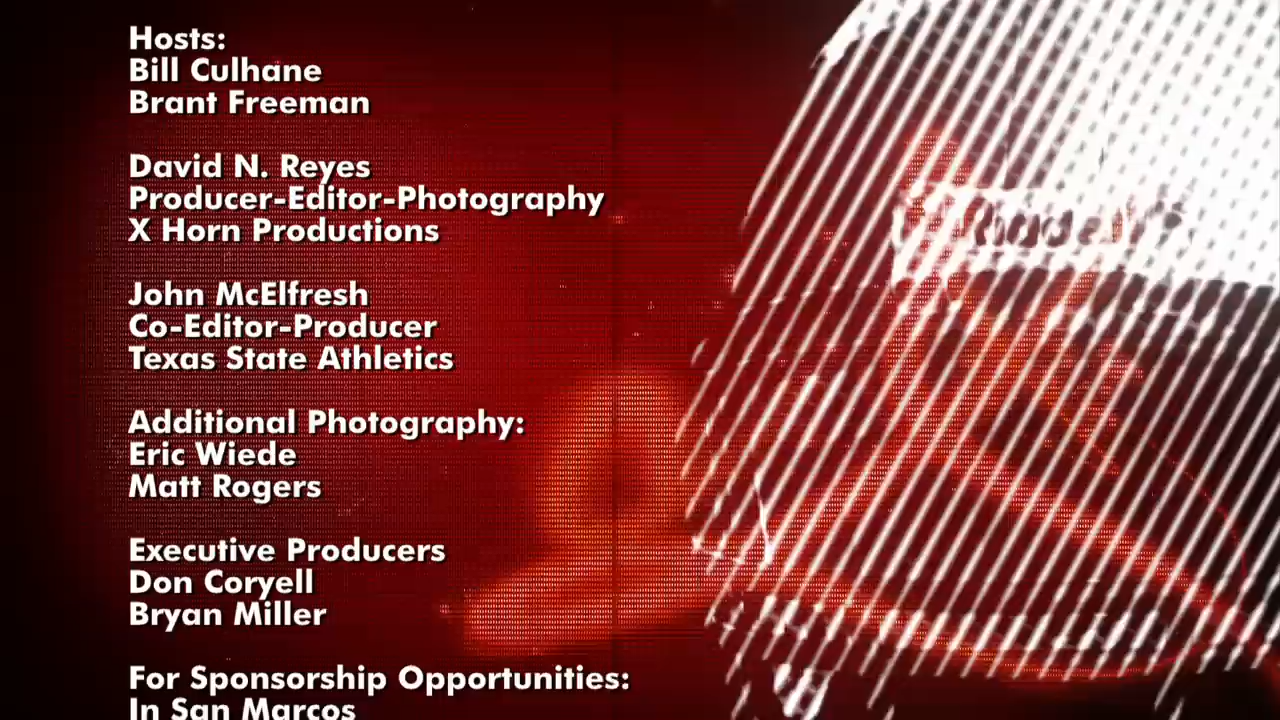 Hosts:
Bill Culhane
Brant Freeman
David N. Reyes
Producer-Editor-Photography
X Horn Productions
John McElfresh
Co-Editor-Producer
Texas State Athletics
Additional Photography:
Eric Wiede
Matt Rogers
Executive Producers
Don Coryell
Bryan Miller
For Sponsorship Opportunities:
In San Marcos